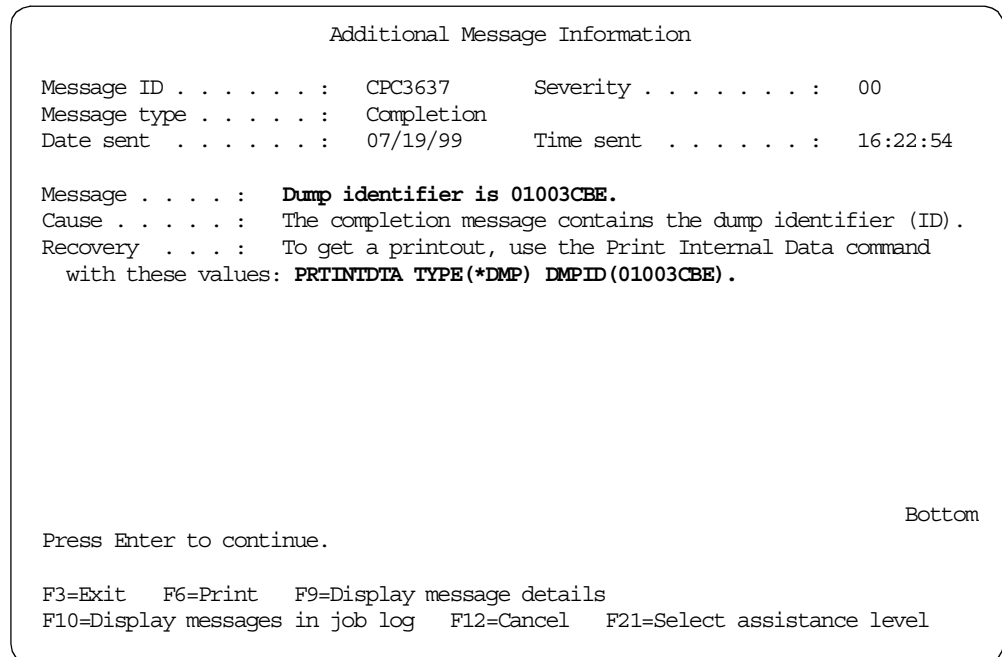 Additional Message Information
Message ID . . . . . . : CPC3637 Severity . . . . . . . : 00
Message type . . . . . : Completion
Date sent . . . . . . : 07/19/99 Time sent . . . . . . : 16:22:54
Message . . . . : Dump identifier is 01003CBE.
Cause . . . . . : The completion message contains the dump identifier (ID).
Recovery . . . : To get a printout, use the Print Internal Data command
with these values: PRTINTDTA TYPE(*DMP) DMPID(01003CBE).
Bottom
Press Enter to continue.
F3=Exit F6=Print F9=Display message details
F10=Display messages in job log F12=Cancel F21=Select assistance level